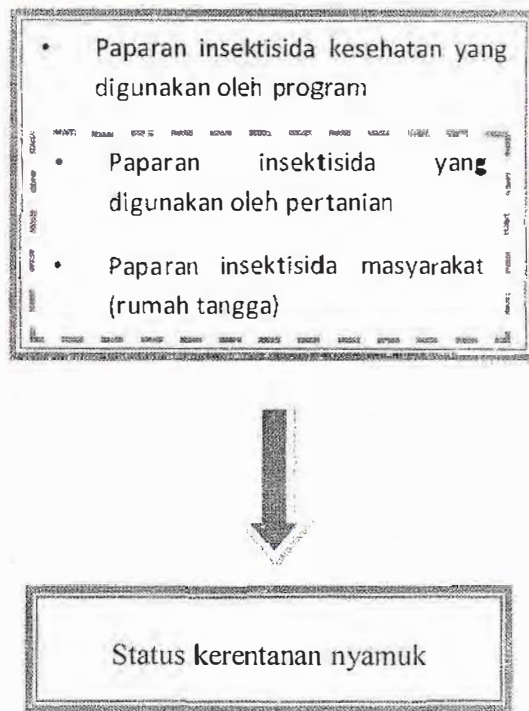 • Paparan insektisida kesehatan yang
digunakan oleh program
• Paparan insektisida yang
digunakan oleh pertanian
• Paparan insektisida masyarakat
(rumah tangga)
Status kerentanan nyamuk